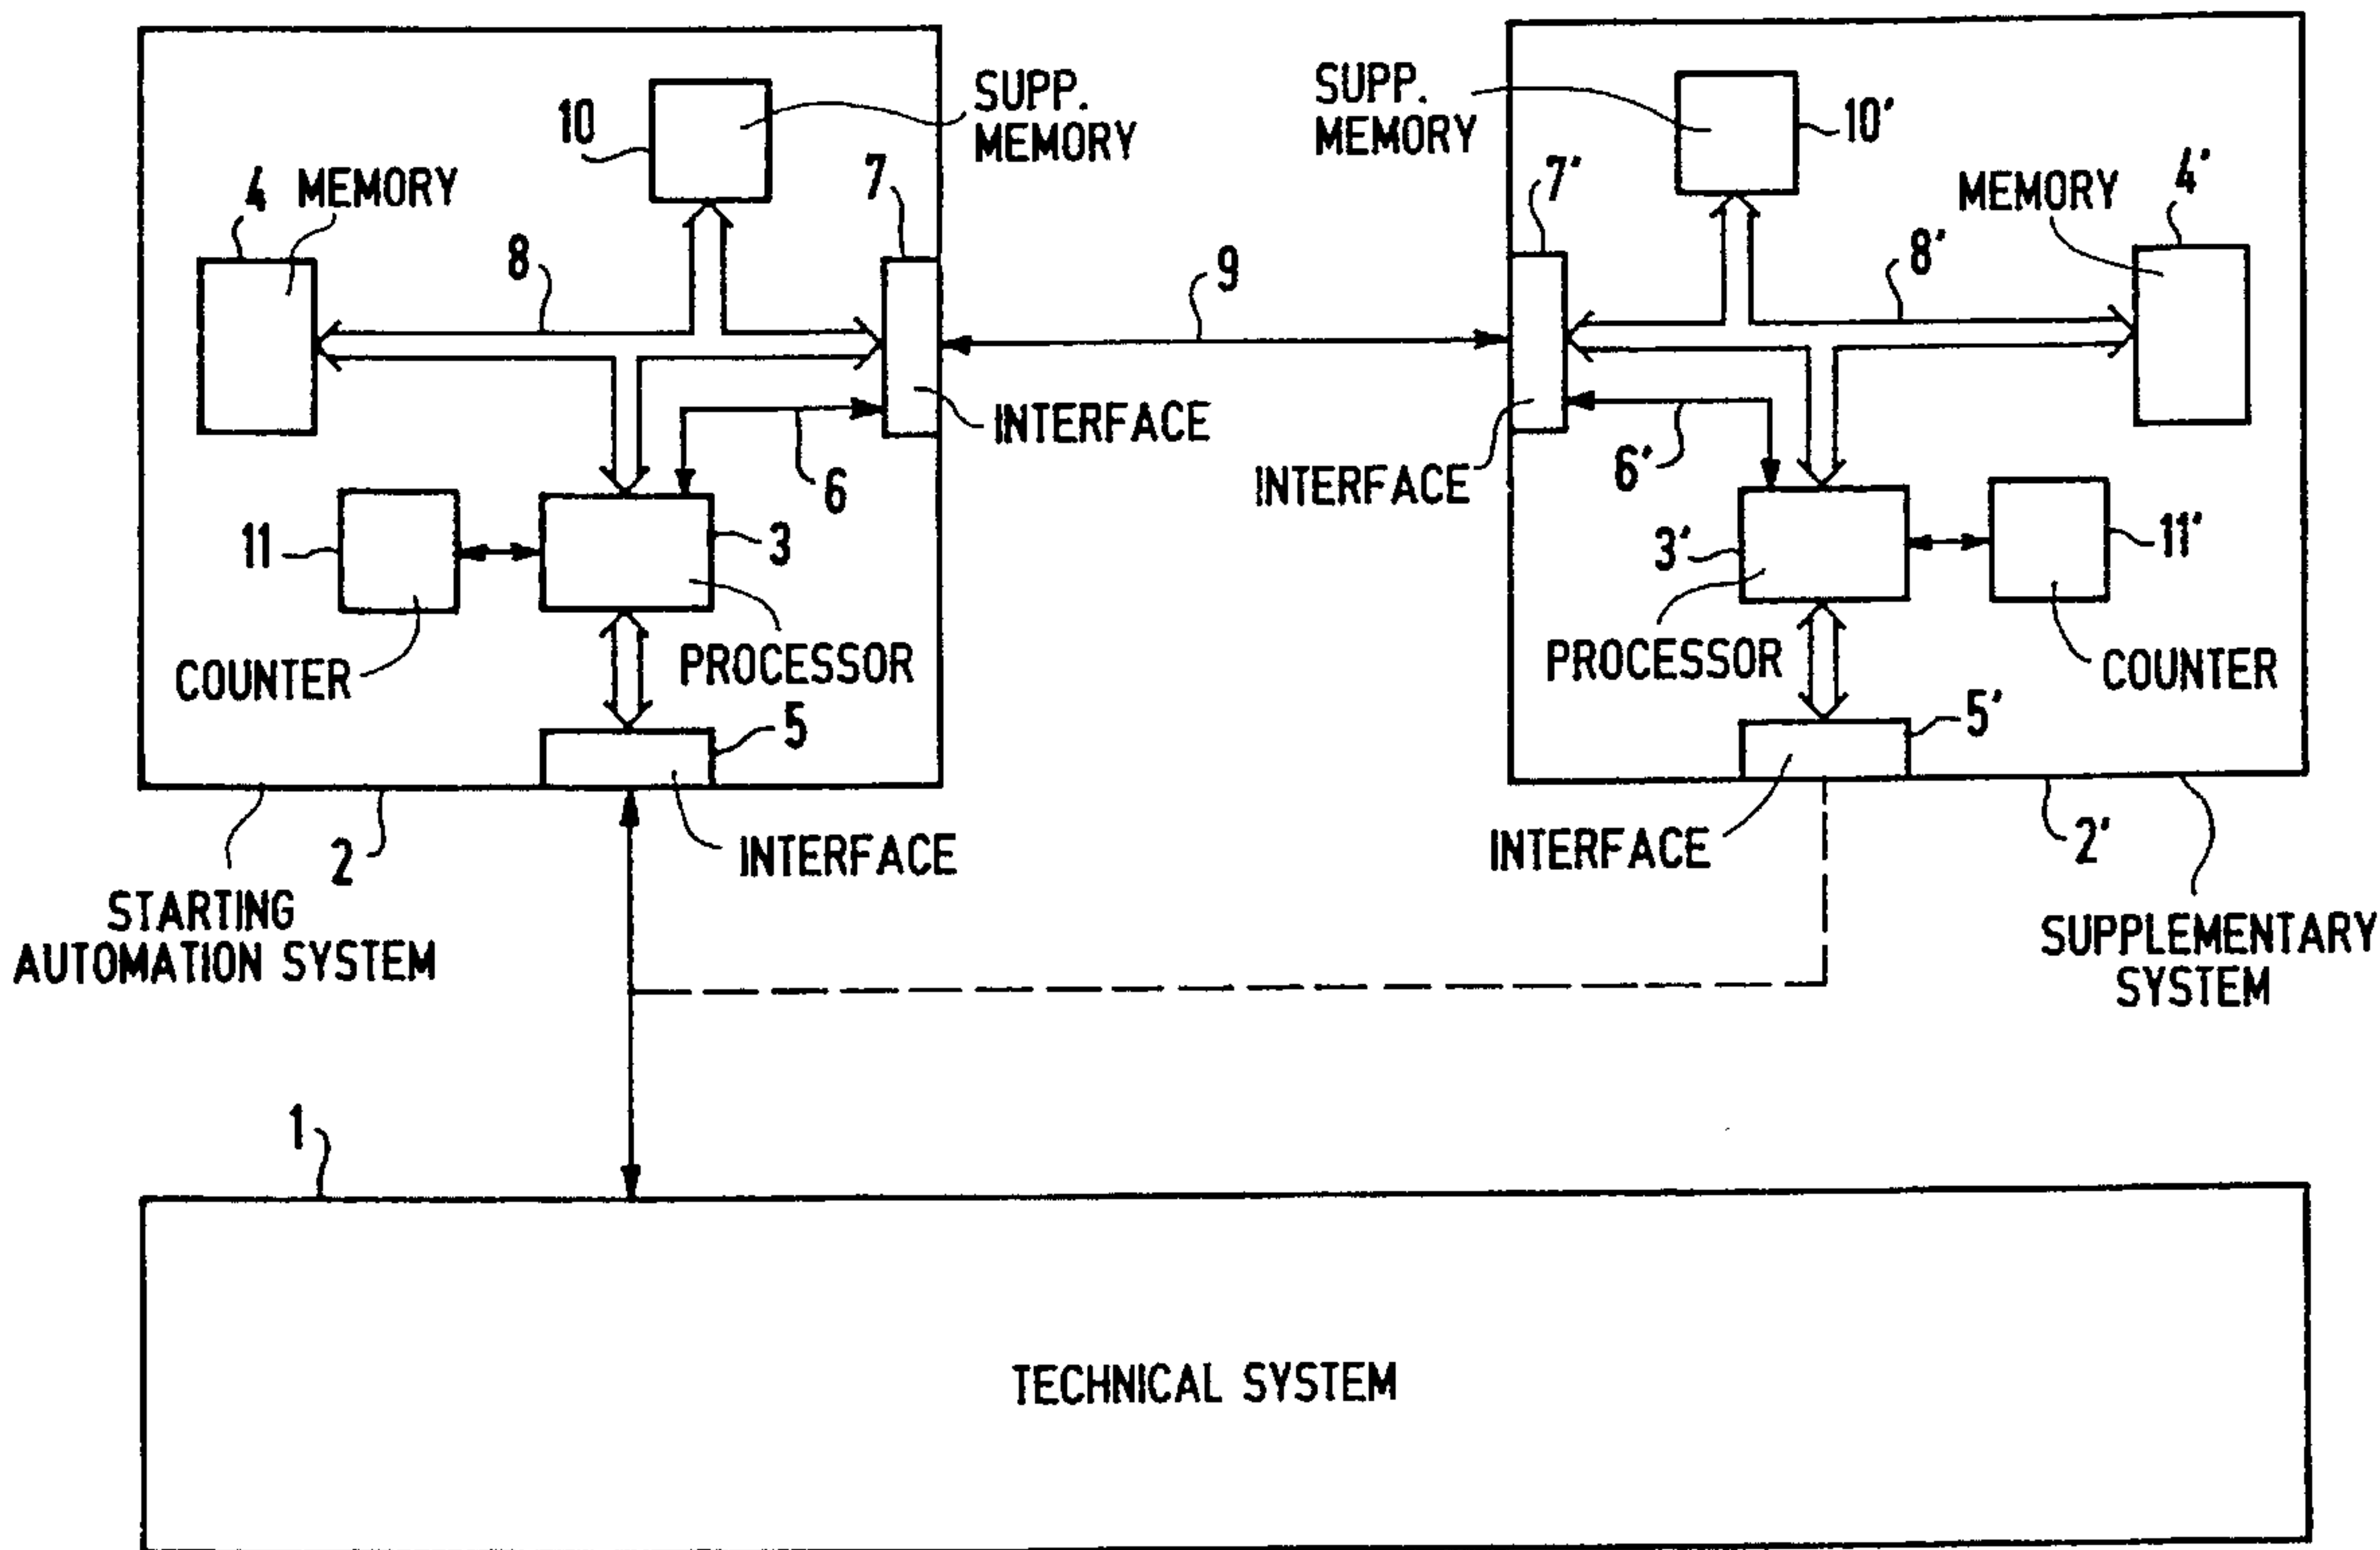 SUPP.
MEMORY
10
4
MEMORY
7
8
9
6
INTERFACE
11
3
COUNTER
PROCESSOR
5
2
INTERFACE
STARTING
AUTOMATION SYSTEM
SUPP.
MEMORY
10'
7'
MEMORY
4'
8'
INTERFACE
6'
3'
11'
PROCESSOR
COUNTER
5'
INTERFACE
2'
SUPPLEMENTARY
SYSTEM
1
TECHNICAL SYSTEM